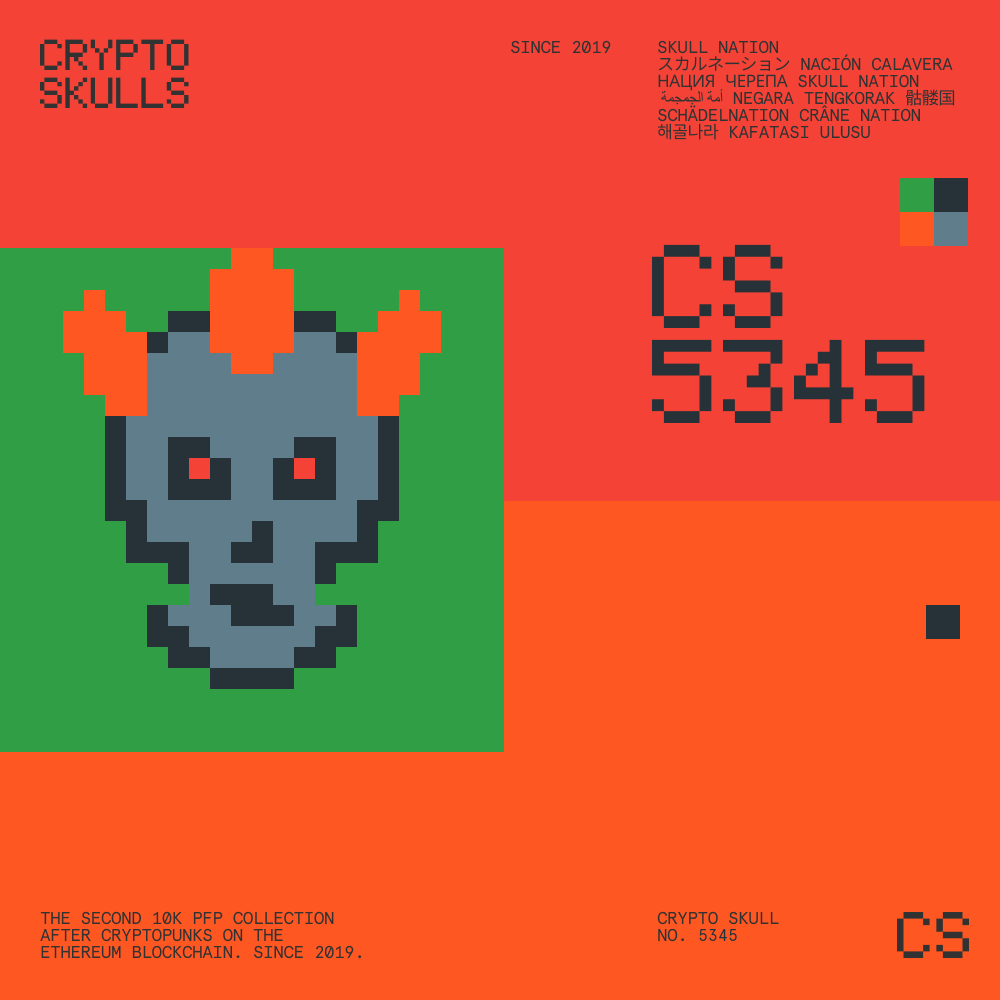 CRYPTO
SKULLS
SINCE 2019
SKULL NATION
スカルネーション NACIÓN CALAVERA
НАЦИЯ ЧЕРЕПА SKULL NATION
أمة الجمجمة NEGARA TENGKORAK 骷髅国
SCHÄDELNATION CRÂNE NATION
해골나라 KAFATASI ULUSU
CS
5345
THE SECOND 10K PFP COLLECTION
AFTER CRYPTOPUNKS ON THE
ETHEREUM BLOCKCHAIN. SINCE 2019.
CRYPTO SKULL
NO. 5345
CS